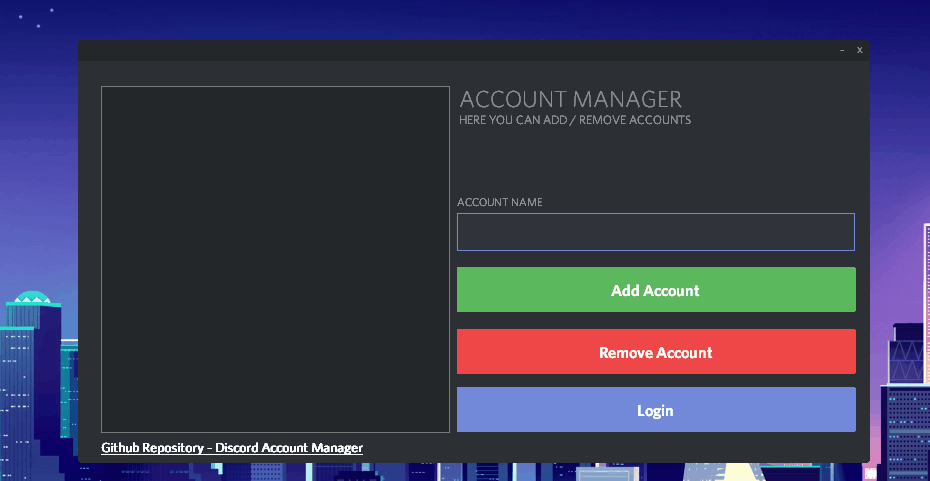 - x
ACCOUNT MANAGER
HERE YOU CAN ADD / REMOVE ACCOUNTS
ACCOUNT NAME
Add Account
Remove Account
Login
Github Repository - Discord Account Manager